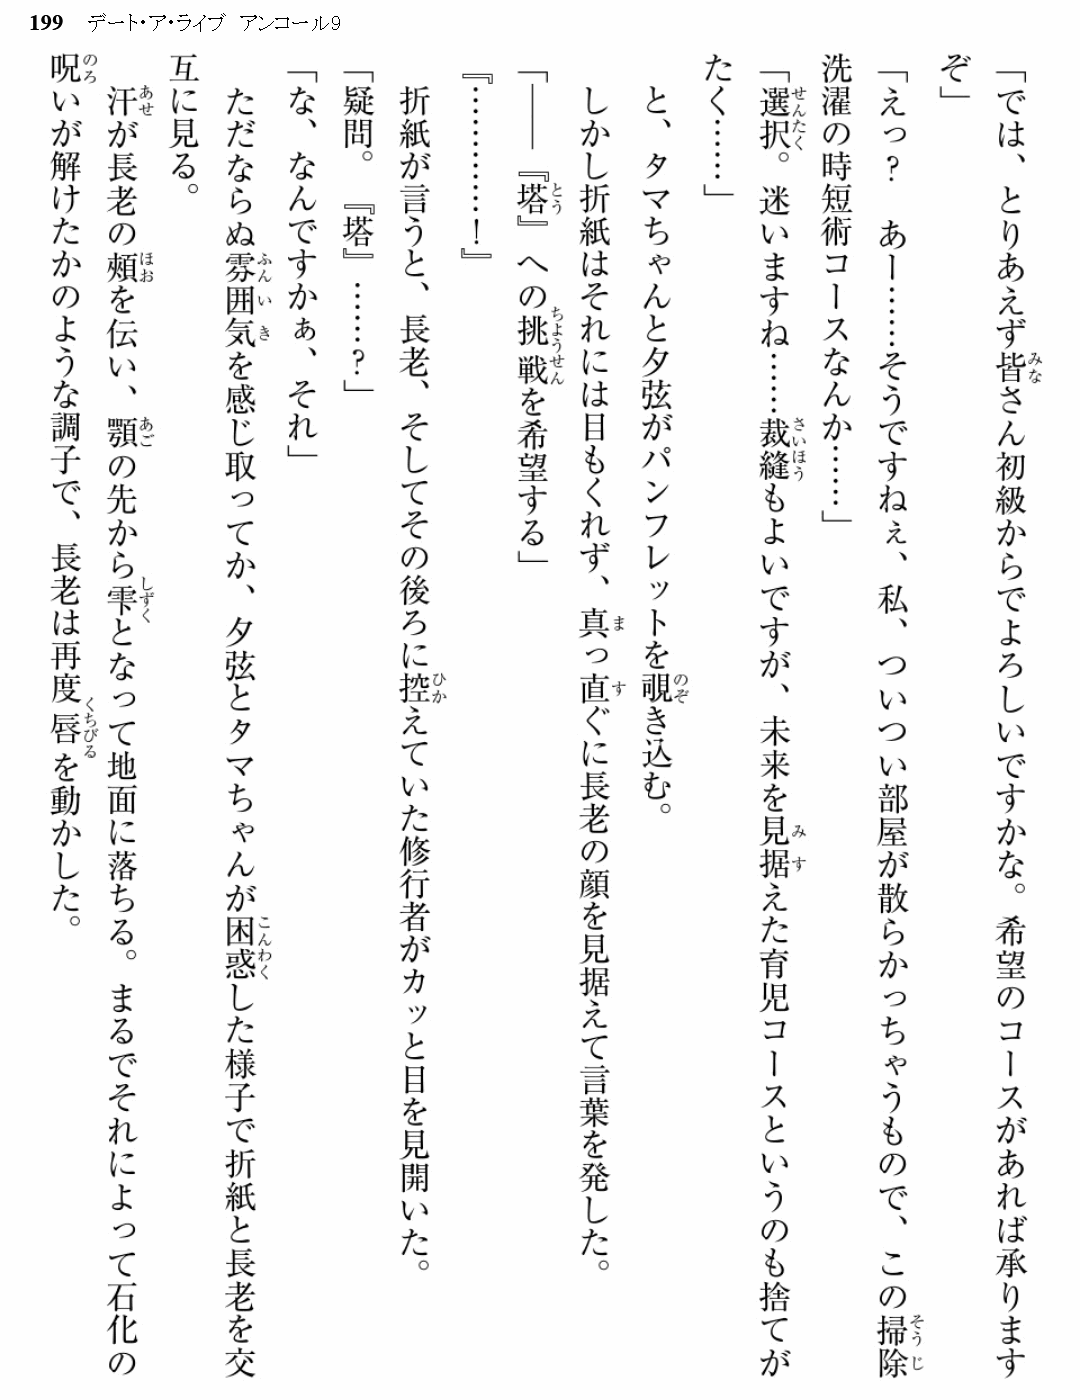 199 デート・ア・ライブ アンコール9
「では、とりあえず皆さん初級からでよろしいですかな。希望のコースがあれば承ります
ぞ」
「えっ？　あー……そうですねぇ、私、ついつい部屋が散らかっちゃうもので、この掃除
洗濯の時短術コースなんか……」
「選択。迷いますね……裁縫もよいですが、未来を見据えた育児コースというのも捨てが
たく……」
　と、タマちゃんと夕弦がパンフレットを覗き込む。
　しかし折紙はそれには目もくれず、真っ直ぐに長老の顔を見据えて言葉を発した。
「――『塔』への挑戦を希望する」
『…………！』
　折紙が言うと、長老、そしてその後ろに控えていた修行者がカッと目を見開いた。
「疑問。『塔』……？」
「な、なんですかぁ、それ」
　ただならぬ雰囲気を感じ取ってか、夕弦とタマちゃんが困惑した様子で折紙と長老を交
互に見る。
　汗が長老の頰を伝い、顎の先から雫となって地面に落ちる。まるでそれによって石化の
呪いが解けたかのような調子で、長老は再度唇を動かした。